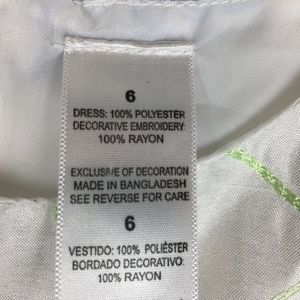 6
DRESS: 100% POLYESTER
DECORATIVE EMBROIDERY:
100% RAYON
EXCLUSIVE OF DECORATION
MADE IN BANGLADESH
SEE REVERSE FOR CARE
6
VESTIDO: 100% POLIÉSTER
BORDADO DECORATIVO:
100% RAYON